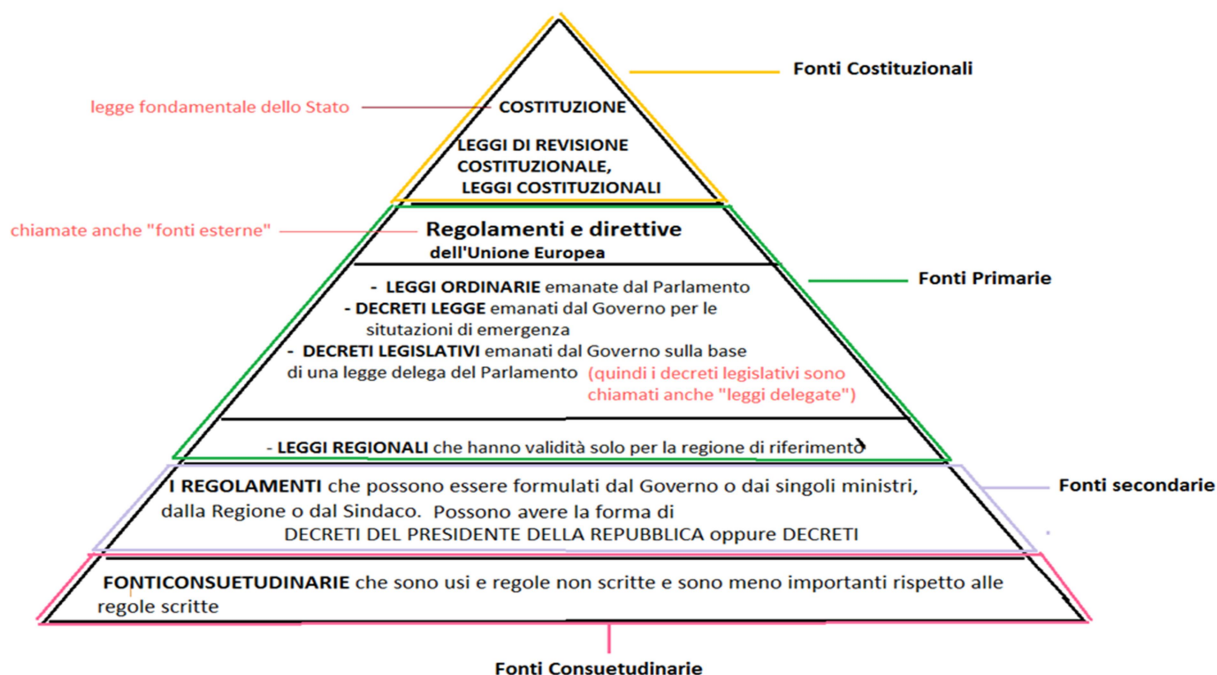 Fonti Costituzionali
legge fondamentale dello Stato
COSTITUZIONE
LEGGI DI REVISIONE
COSTITUZIONALE,
LEGGI COSTITUZIONALI
chiamate anche "fonti esterne"
Regolamenti e direttive
dell'Unione Europea
Fonti Primarie
- LEGGI ORDINARIE emanate dal Parlamento
- DECRETI LEGGE emanati dal Governo per le
situtazioni di emergenza
- DECRETI LEGISLATIVI emanati dal Governo sulla base
di una legge delega del Parlamento (quindi i decreti legislativi sono
chiamati anche "leggi delegate")
- LEGGI REGIONALI che hanno validità solo per la regione di riferimento
I REGOLAMENTI che possono essere formulati dal Governo o dai singoli ministri,
dalla Regione o dal Sindaco. Possono avere la forma di
DECRETI DEL PRESIDENTE DELLA REPUBBLICA oppure DECRETI
Fonti secondarie
FONTICONSUETUDINARIE che sono usi e regole non scritte e sono meno importanti rispetto alle
regole scritte
Fonti Consuetudinarie